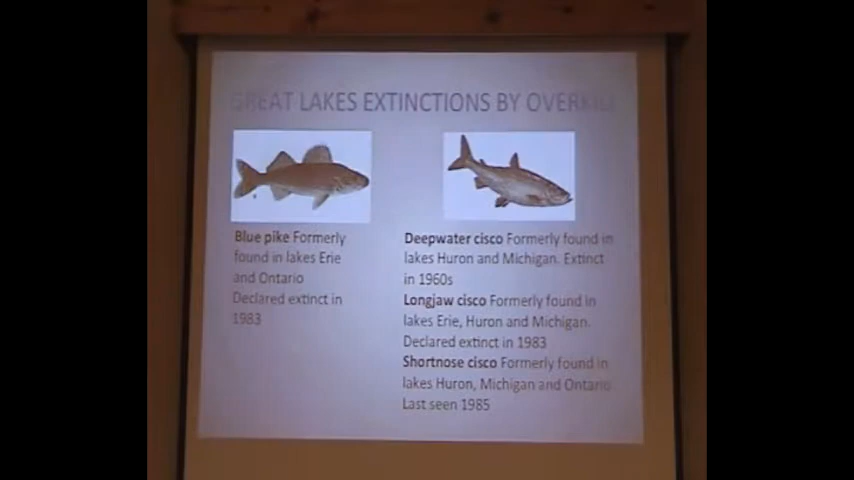 GREAT LAKES EXTINCTIONS BY OVERKILL
Blue pike Formerly
found in lakes Erie
and Ontario
Declared extinct in
1983
Deepwater cisco Formerly found in
lakes Huron and Michigan. Extinct
in 1960s
Longjaw cisco Formerly found in
lakes Erie, Huron and Michigan.
Declared extinct in 1983
Shortnose cisco Formerly found in
lakes Huron, Michigan and Ontario
Last seen 1985